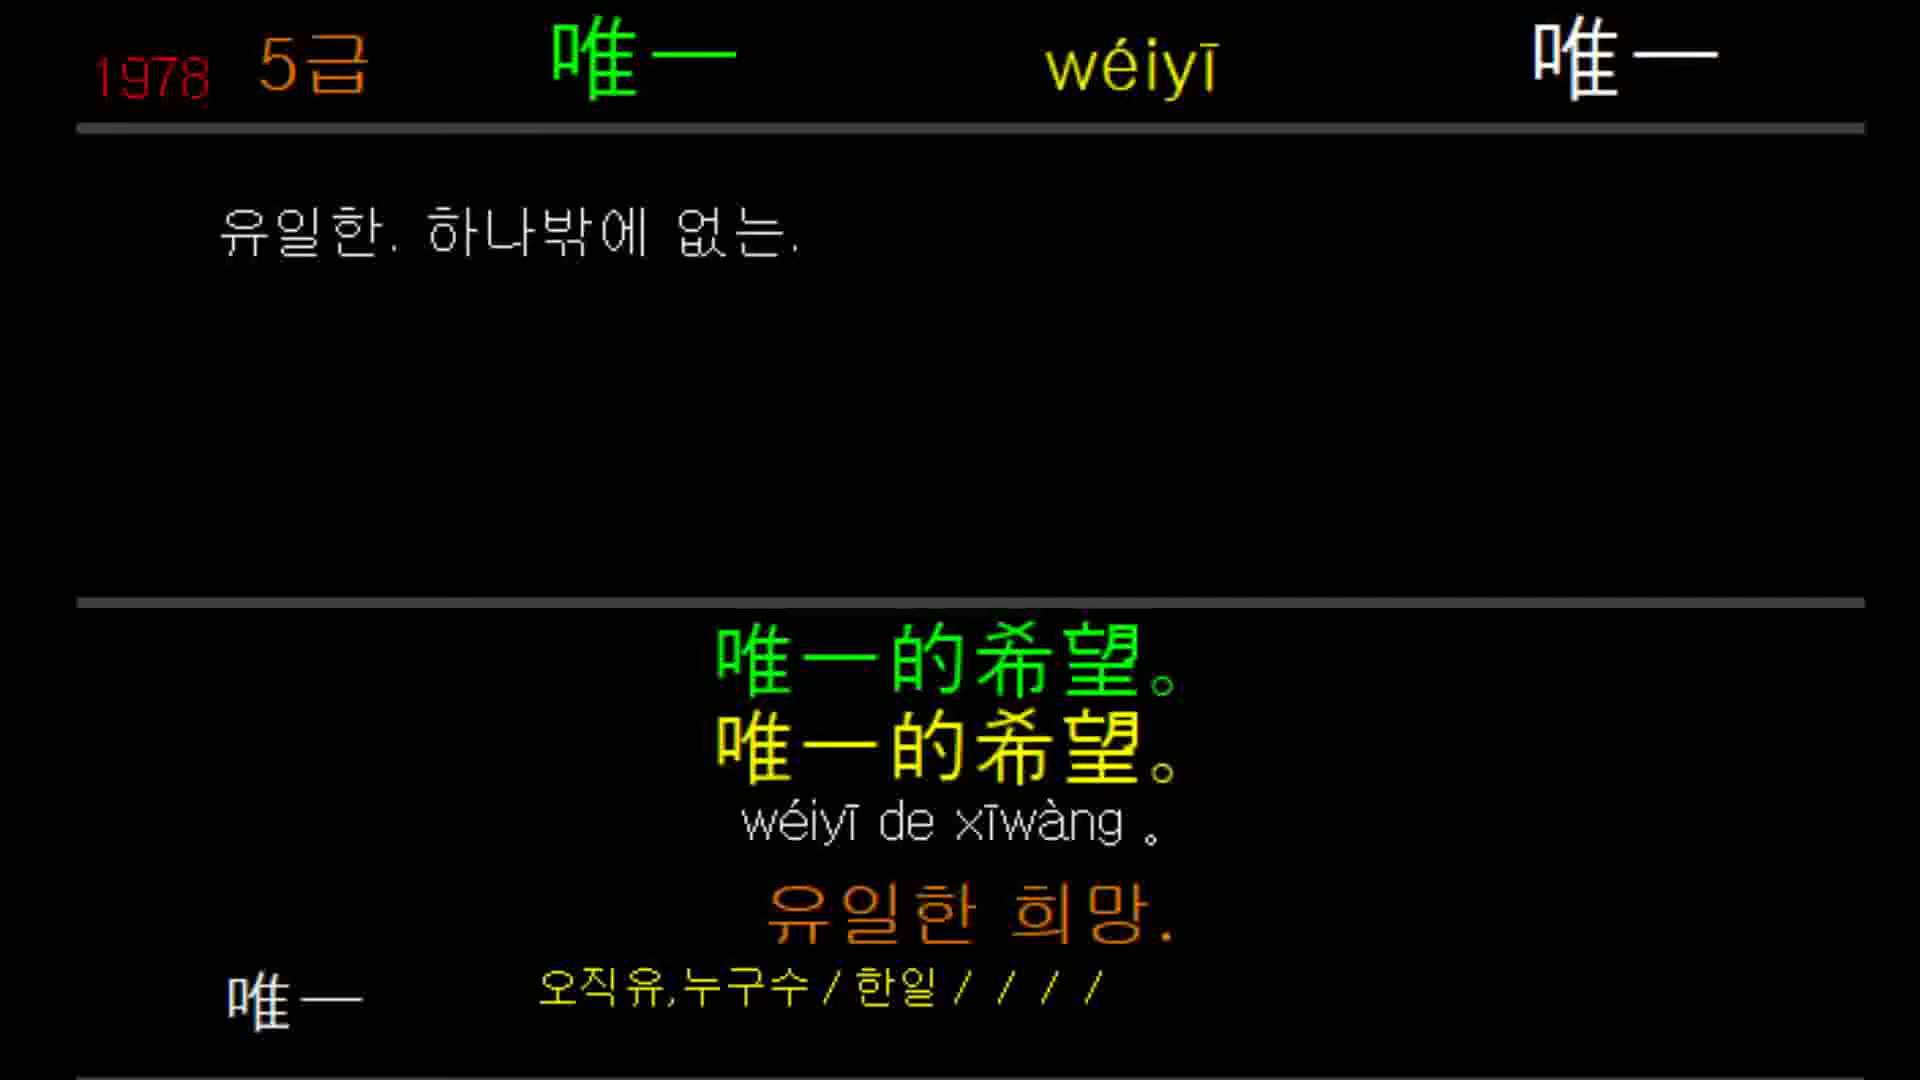 1978 5급 唯一 wéiyī 唯一
유일한. 하나밖에 없는.
唯一的希望。
唯一的希望。
wéiyī de xīwàng 。
유일한 희망.
唯一 오직유,누구수 / 한일 / / / /